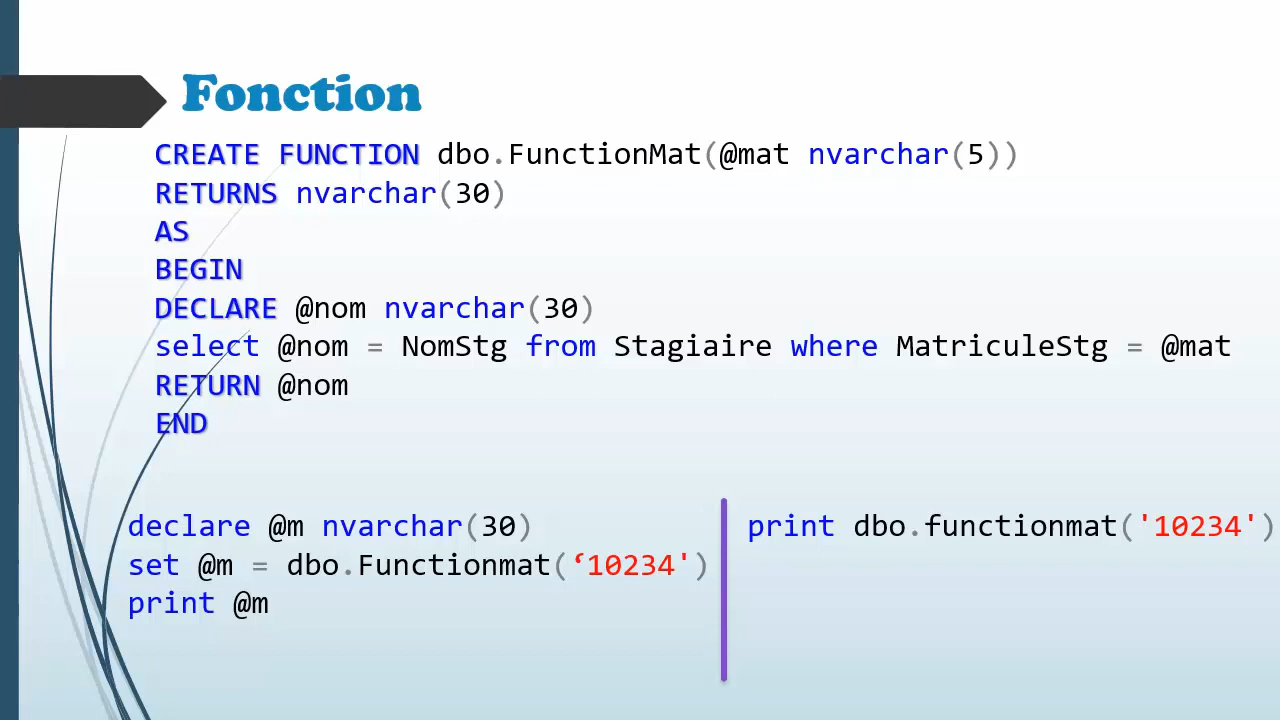 Fonction
CREATE FUNCTION dbo.FunctionMat(@mat nvarchar(5))
RETURNS nvarchar(30)
AS
BEGIN
DECLARE @nom nvarchar(30)
select @nom = NomStg from Stagiaire where MatriculeStg = @mat
RETURN @nom
END
declare @m nvarchar(30)
set @m = dbo.Functionmat(‘10234')
print @m
print dbo.functionmat('10234')